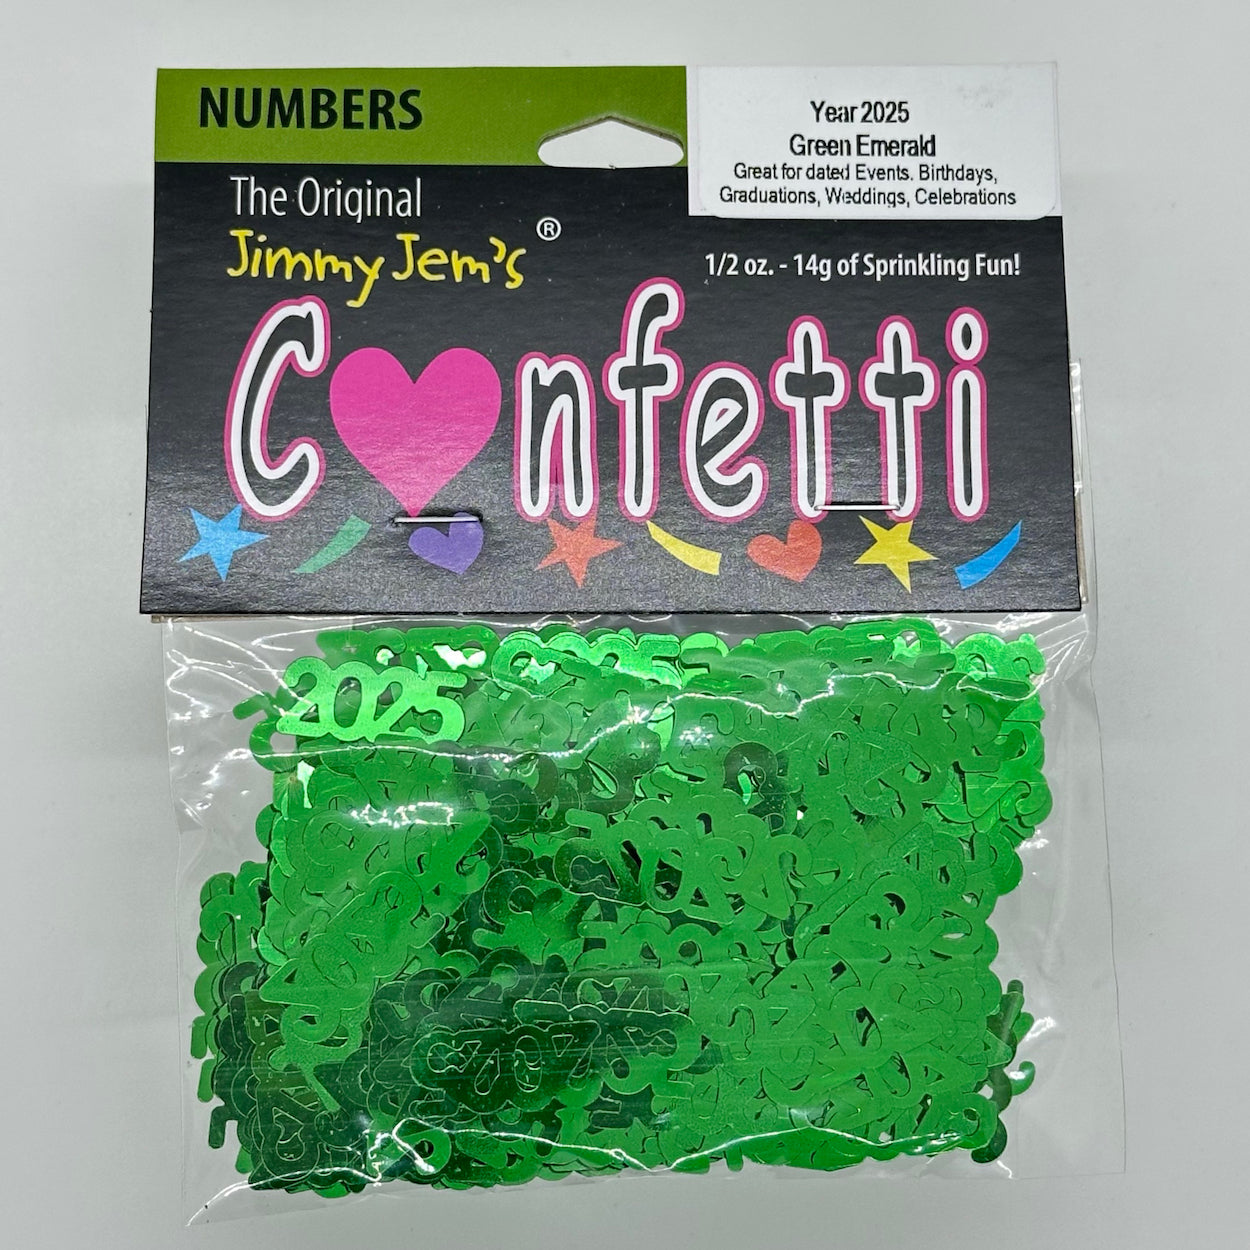 NUMBERS
Year 2025
Green Emerald
Great for dated Events. Birthdays,
Graduations, Weddings, Celebrations
The Original
Jimmy Jem's ®
1/2 oz. - 14g of Sprinkling Fun!
Confetti
2025